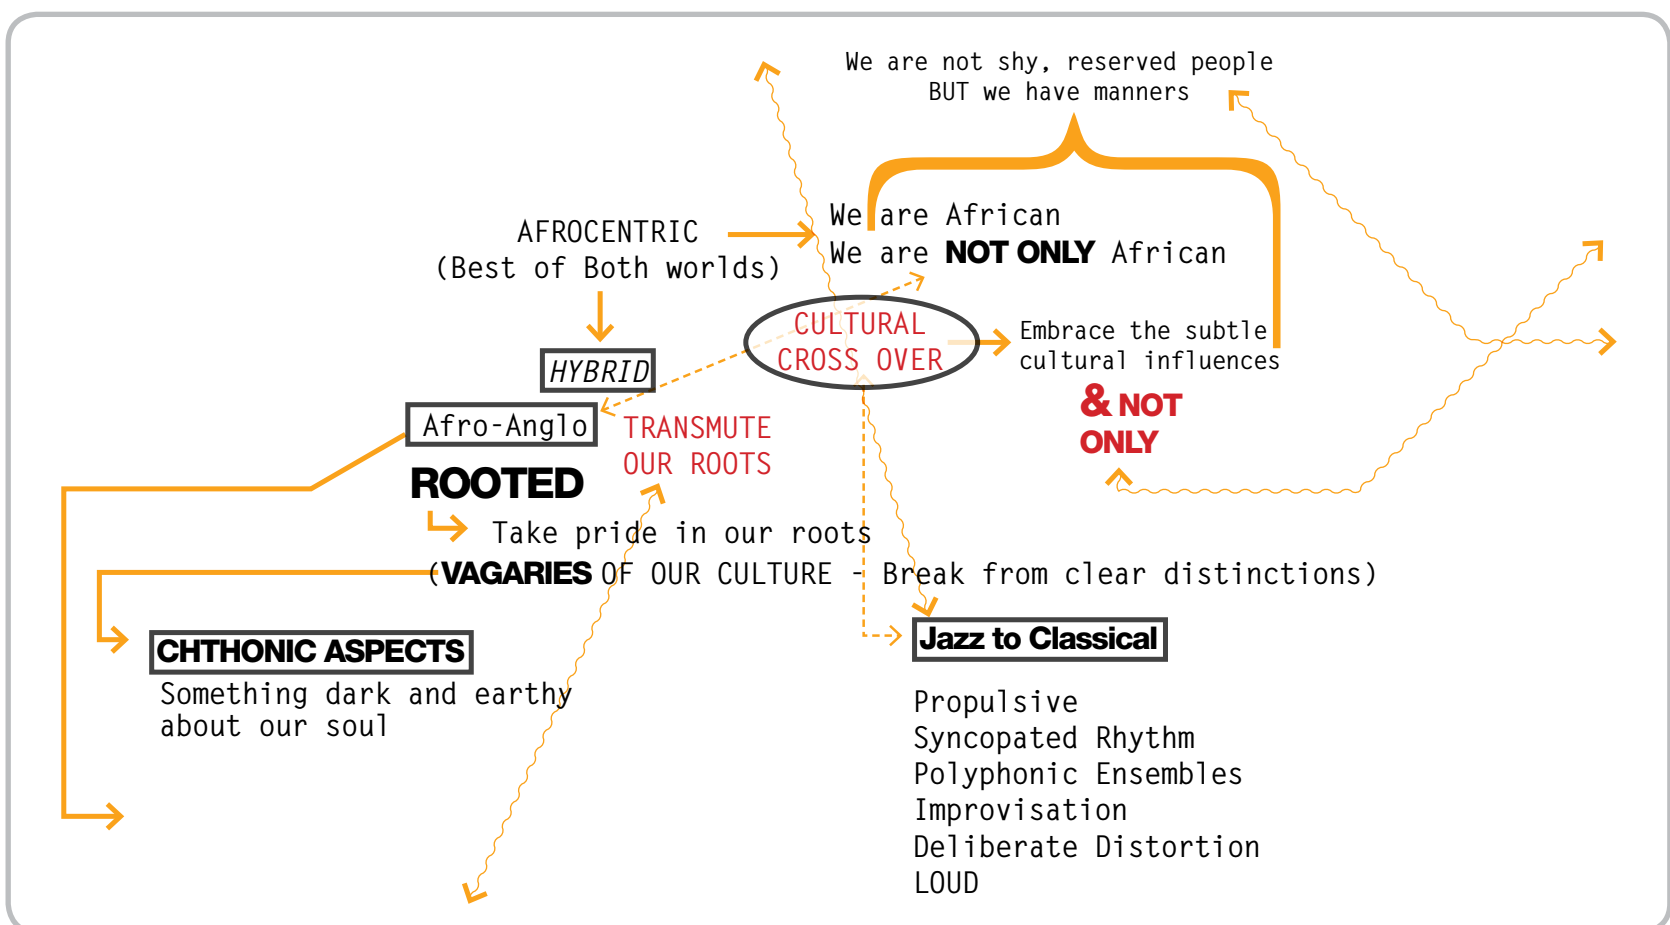 We are not shy, reserved people
BUT we have manners
We are African
We are NOT ONLY African
AFROCENTRIC
(Best of Both worlds)
CULTURAL
CROSS OVER
Embrace the subtle
cultural influences
& NOT
ONLY
HYBRID
Afro-Anglo
TRANSMUTE
OUR ROOTS
ROOTED
Take pride in our roots
(VAGARIES OF OUR CULTURE - Break from clear distinctions)
CHTHONIC ASPECTS
Something dark and earthy
about our soul
Jazz to Classical
Propulsive
Syncopated Rhythm
Polyphonic Ensembles
Improvisation
Deliberate Distortion
LOUD